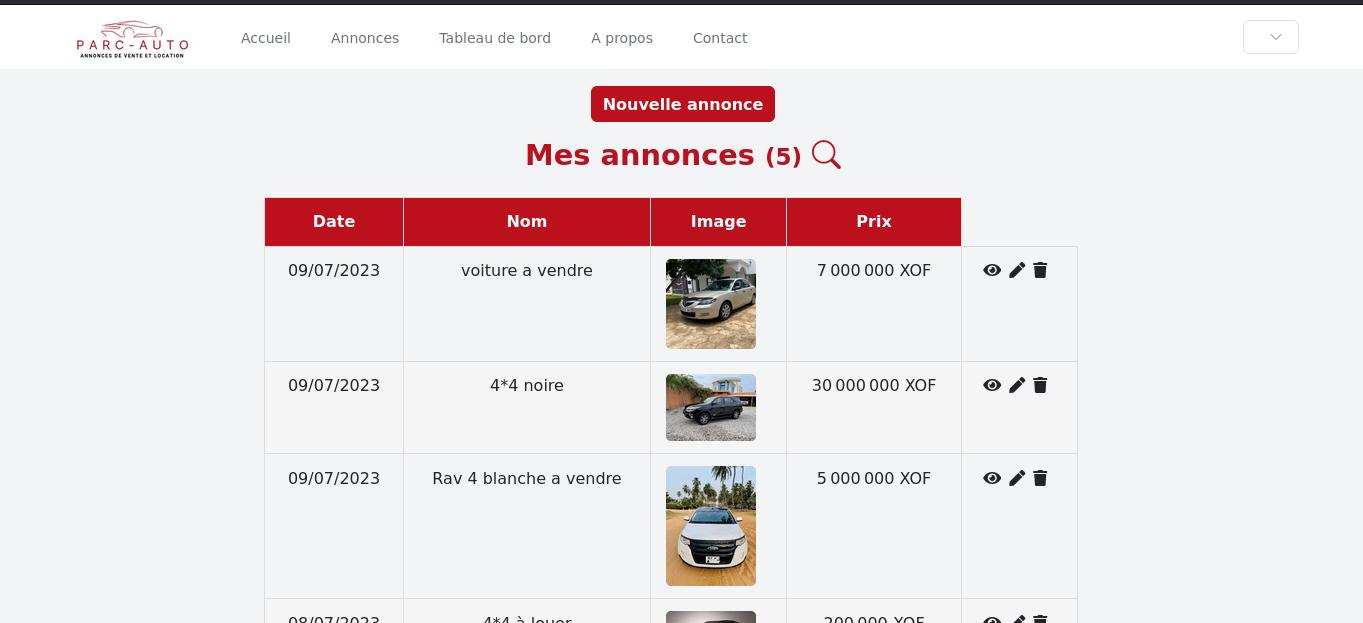 PARC-AUTO
ANNONCES DE VENTE ET LOCATION
Accueil
Annonces
Tableau de bord
A propos
Contact
Nouvelle annonce
Mes annonces (5)
Date Nom Image Prix
09/07/2023 voiture a vendre 7 000 000 XOF
09/07/2023 4*4 noire 30 000 000 XOF
09/07/2023 Rav 4 blanche a vendre 5 000 000 XOF
08/07/2023 4*4 à louer 200 000 XOF